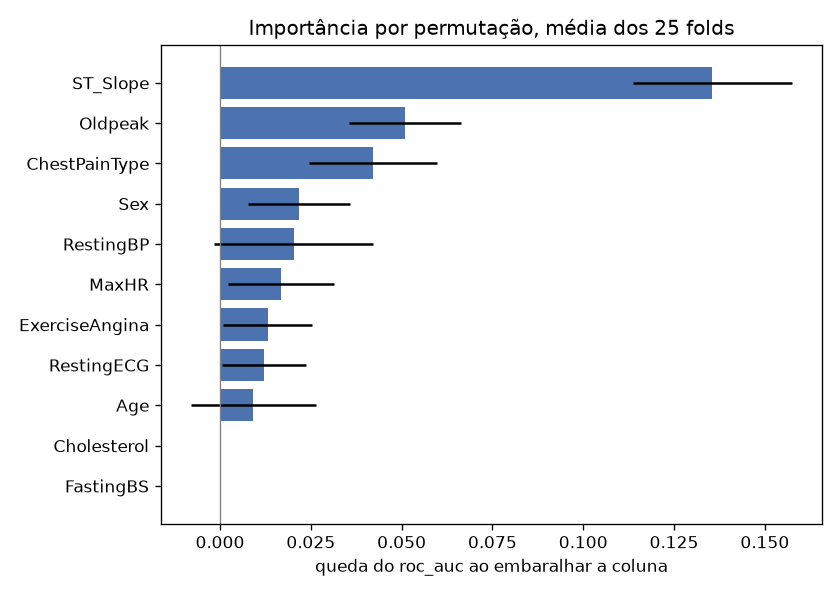 Importância por permutação, média dos 25 folds
ST_Slope
Oldpeak
ChestPainType
Sex
RestingBP
MaxHR
ExerciseAngina
RestingECG
Age
Cholesterol
FastingBS
0.000 0.025 0.050 0.075 0.100 0.125 0.150
queda do roc_auc ao embaralhar a coluna